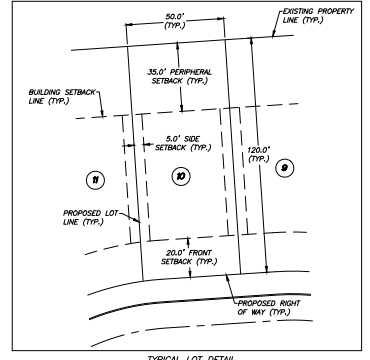 50.0'
(TYP.)
EXISTING PROPERTY
LINE (TYP.)
35.0' PERIPHERAL
SETBACK (TYP.)
BUILDING SETBACK
LINE (TYP.)
5.0' SIDE
SETBACK (TYP.)
120.0'
(TYP.)
11
10
9
PROPOSED LOT
LINE (TYP.)
20.0' FRONT
SETBACK (TYP.)
PROPOSED RIGHT
OF WAY (TYP.)
TYPICAL LOT DETAIL